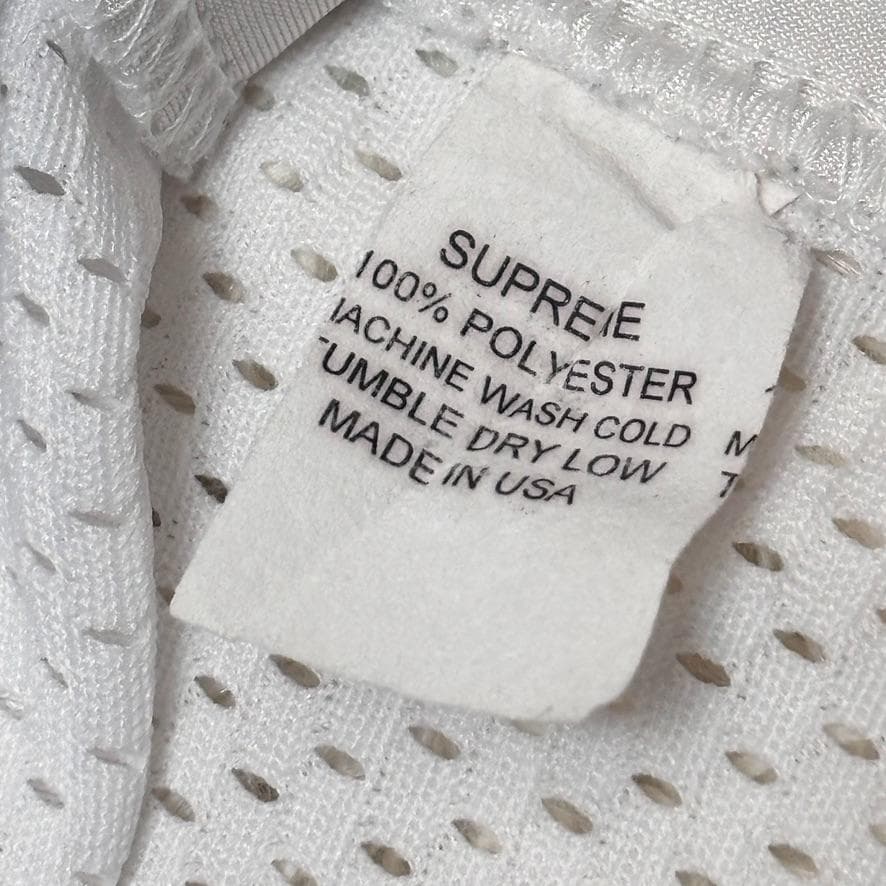 SUPREME
100% POLYESTER
MACHINE WASH COLD
TUMBLE DRY LOW
MADE IN USA
M
T